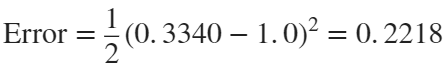 Error = 1/2 (0.3340 − 1.0)² = 0.2218